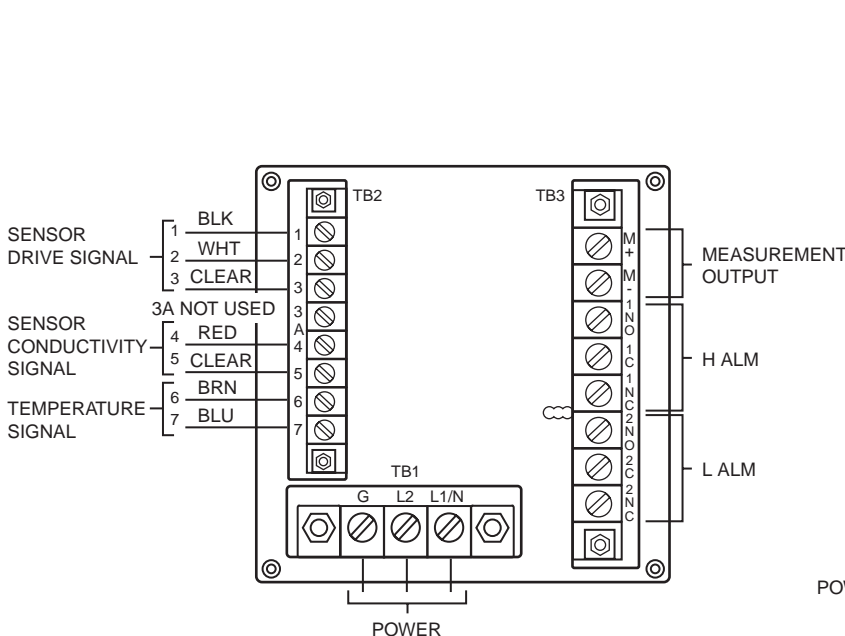 TB2
TB3
SENSOR
DRIVE SIGNAL
1 BLK
2 WHT
3 CLEAR
3A NOT USED
SENSOR
CONDUCTIVITY
SIGNAL
4 RED
5 CLEAR
TEMPERATURE
SIGNAL
6 BRN
7 BLU
1
2
3
3
A
4
5
6
7
M
+
M
-
1
N
O
1
C
1
N
C
2
N
O
2
C
2
N
C
MEASUREMENT
OUTPUT
H ALM
L ALM
TB1
G L2 L1/N
POWER